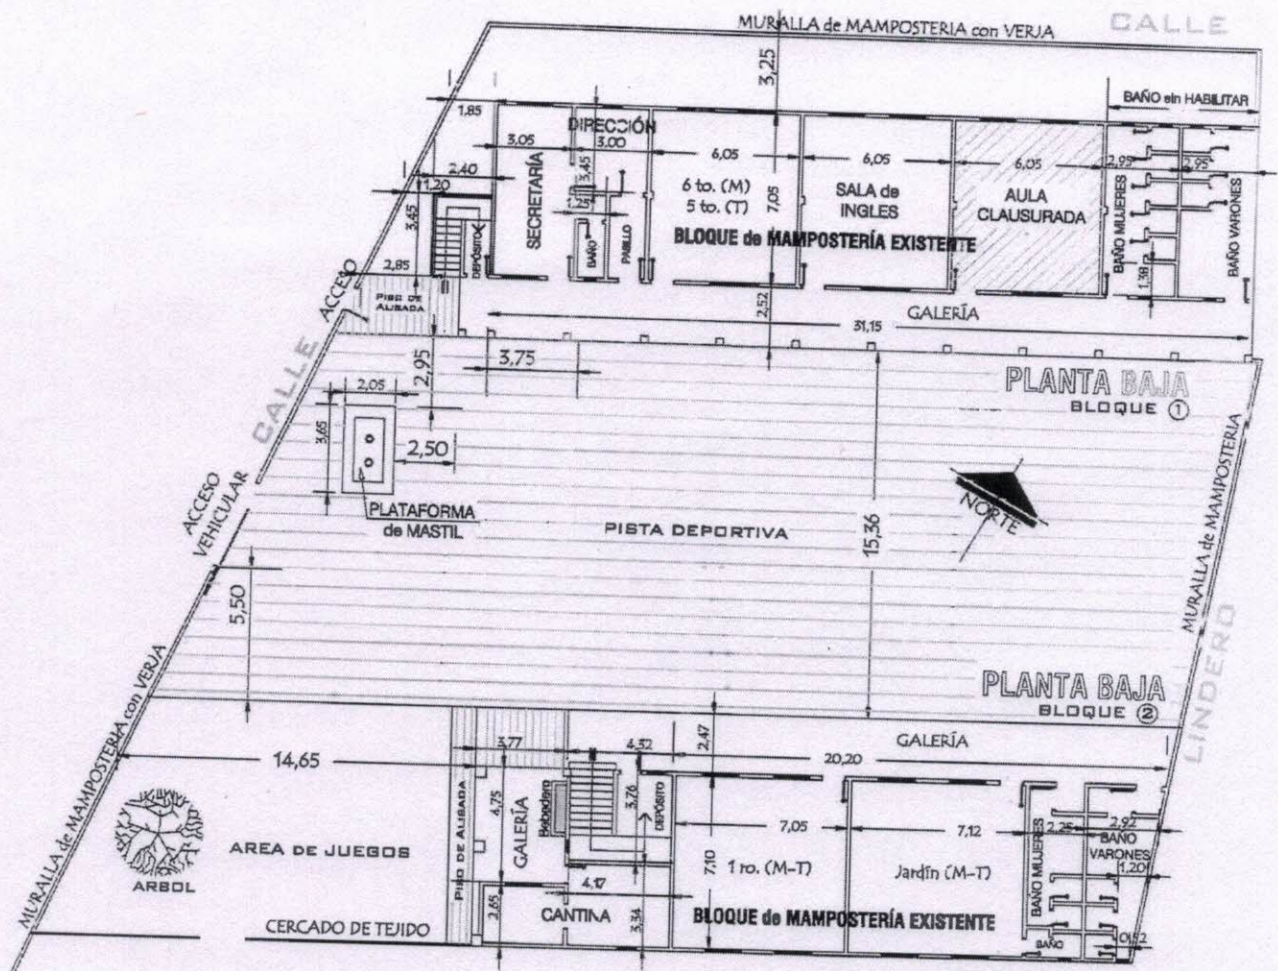 MURALLA de MAMPOSTERIA con VERJA
CALLE
3,25
BAÑO sin HABILITAR
1,85
DIRECCIÓN
3,05
3,00
6,05
6,05
6,05
2,95
2,95
2,40
1,20
3,45
3,45
SECRETARÍA
6 to. (M)
5 to. (T)
7,05
SALA de
INGLES
AULA
CLAUSURADA
BAÑO MUJERES
BAÑO VARONES
BLOQUE de MAMPOSTERÍA EXISTENTE
DEPÓSITO
BAÑO
PASILLO
1,38
2,85
ACCESO
PISO DE
ALISADA
2,52
GALERÍA
31,15
CALLE
2,95
3,75
2,05
3,65
2,50
PLANTA BAJA
BLOQUE 1
ACCESO
VEHICULAR
PLATAFORMA
de MASTIL
PISTA DEPORTIVA
15,36
NORTE
MURALLA de MAMPOSTERIA
LINDERO
5,50
MURALLA de MAMPOSTERIA con VERJA
PLANTA BAJA
BLOQUE 2
14,65
3,77
4,32
2,47
GALERÍA
20,20
PISO DE ALISADA
4,75
GALERÍA
Bebedero
3,76
DEPÓSITO
7,05
7,12
2,25
2,92
BAÑO MUJERES
BAÑO
VARONES
1,20
ARBOL
AREA DE JUEGOS
7,10
1 ro. (M-T)
Jardín (M-T)
4,17
2,65
CANTINA
3,34
BLOQUE de MAMPOSTERÍA EXISTENTE
BAÑO
CERCADO DE TEJIDO